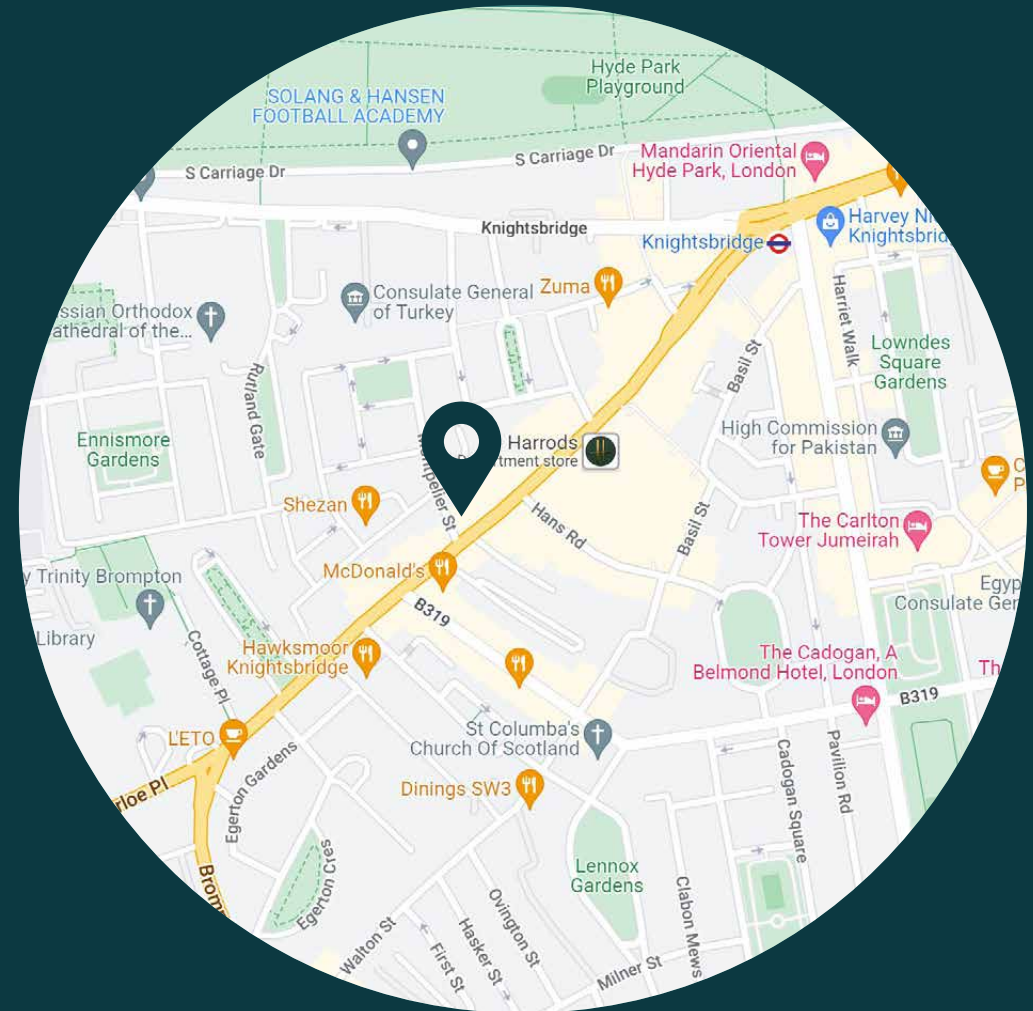 Hyde Park
Playground
SOLANG & HANSEN
FOOTBALL ACADEMY
S Carriage Dr
S Carriage Dr
Mandarin Oriental
Hyde Park, London
Knightsbridge
Harvey Ni
Knightsbrid
Knightsbridge
Consulate General
of Turkey
Zuma
ssian Orthodox
athedral of the...
Rutland Gate
Harriet Walk
Lowndes
Square
Gardens
Basil St
Ennismore
Gardens
Montpelier St
Harrods
rtment store
High Commission
for Pakistan
Shezan
Hans Rd
Basil St
The Carlton
Tower Jumeirah
McDonald's
y Trinity Brompton
B319
Egyp
Consulate Ger
Library
Cottage Pl
Hawksmoor
Knightsbridge
The Cadogan, A
Belmond Hotel, London
Th
B319
L'ETO
St Columba's
Church Of Scotland
Egerton Gardens
Cadogan Square
Pavilion Rd
rloe Pl
Dinings SW3
Brom
Egerton Cres
Lennox
Gardens
Clabon Mews
Ovington St
Walton St
Hasker St
First St
Milner St